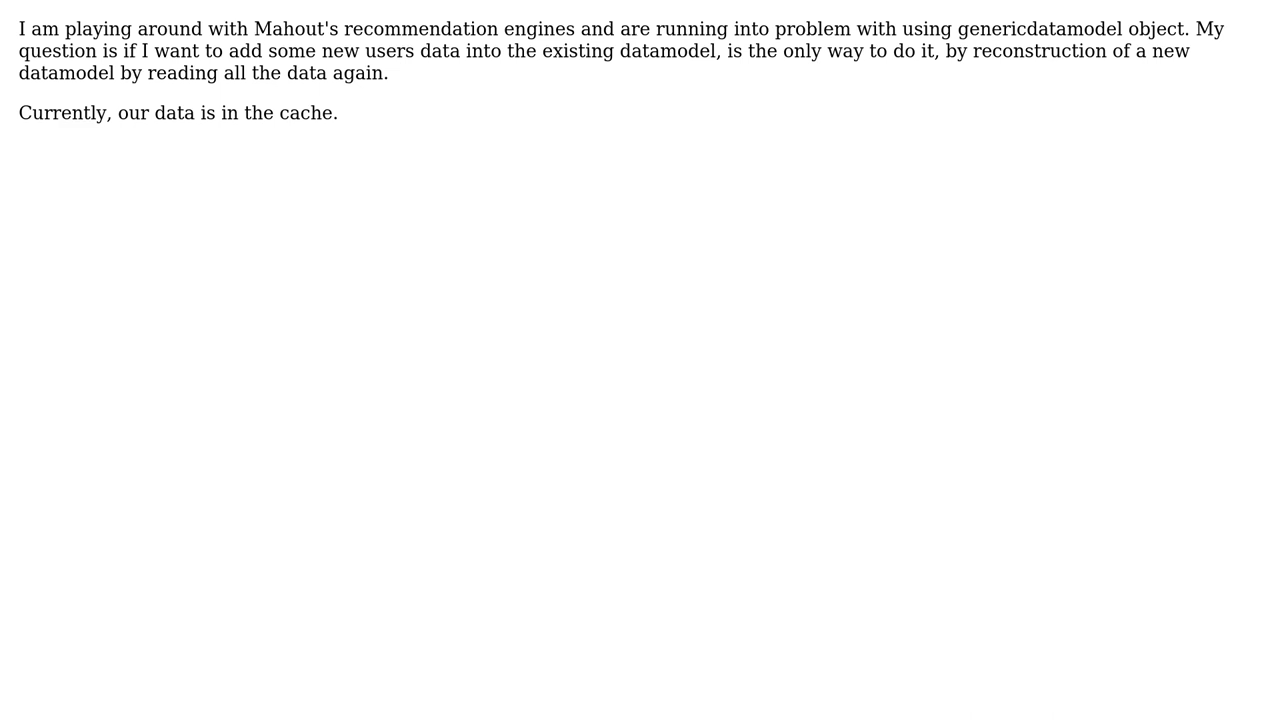 I am playing around with Mahout's recommendation engines and are running into problem with using genericdatamodel object. My
question is if I want to add some new users data into the existing datamodel, is the only way to do it, by reconstruction of a new
datamodel by reading all the data again.
Currently, our data is in the cache.